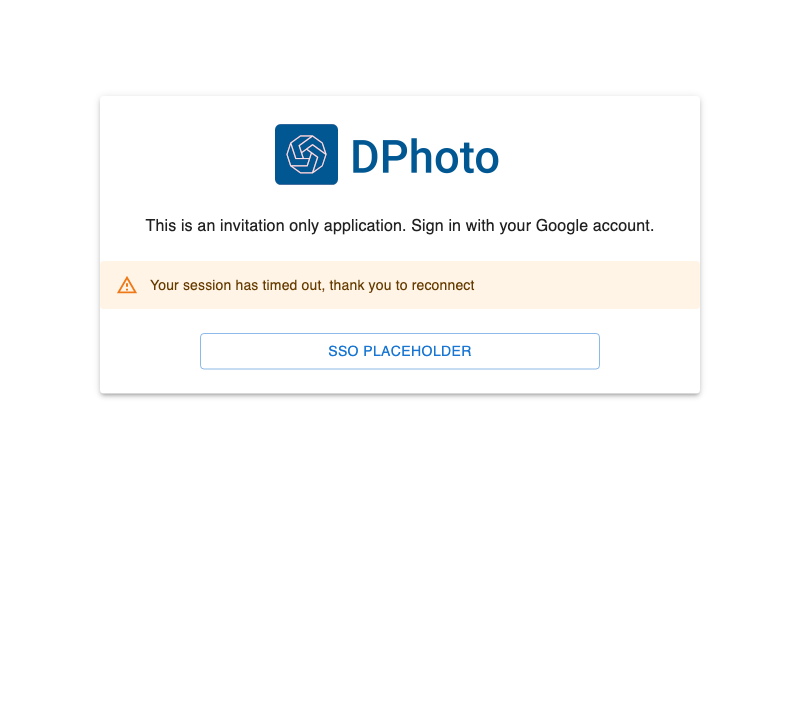 DPhoto
This is an invitation only application. Sign in with your Google account.
Your session has timed out, thank you to reconnect
SSO PLACEHOLDER